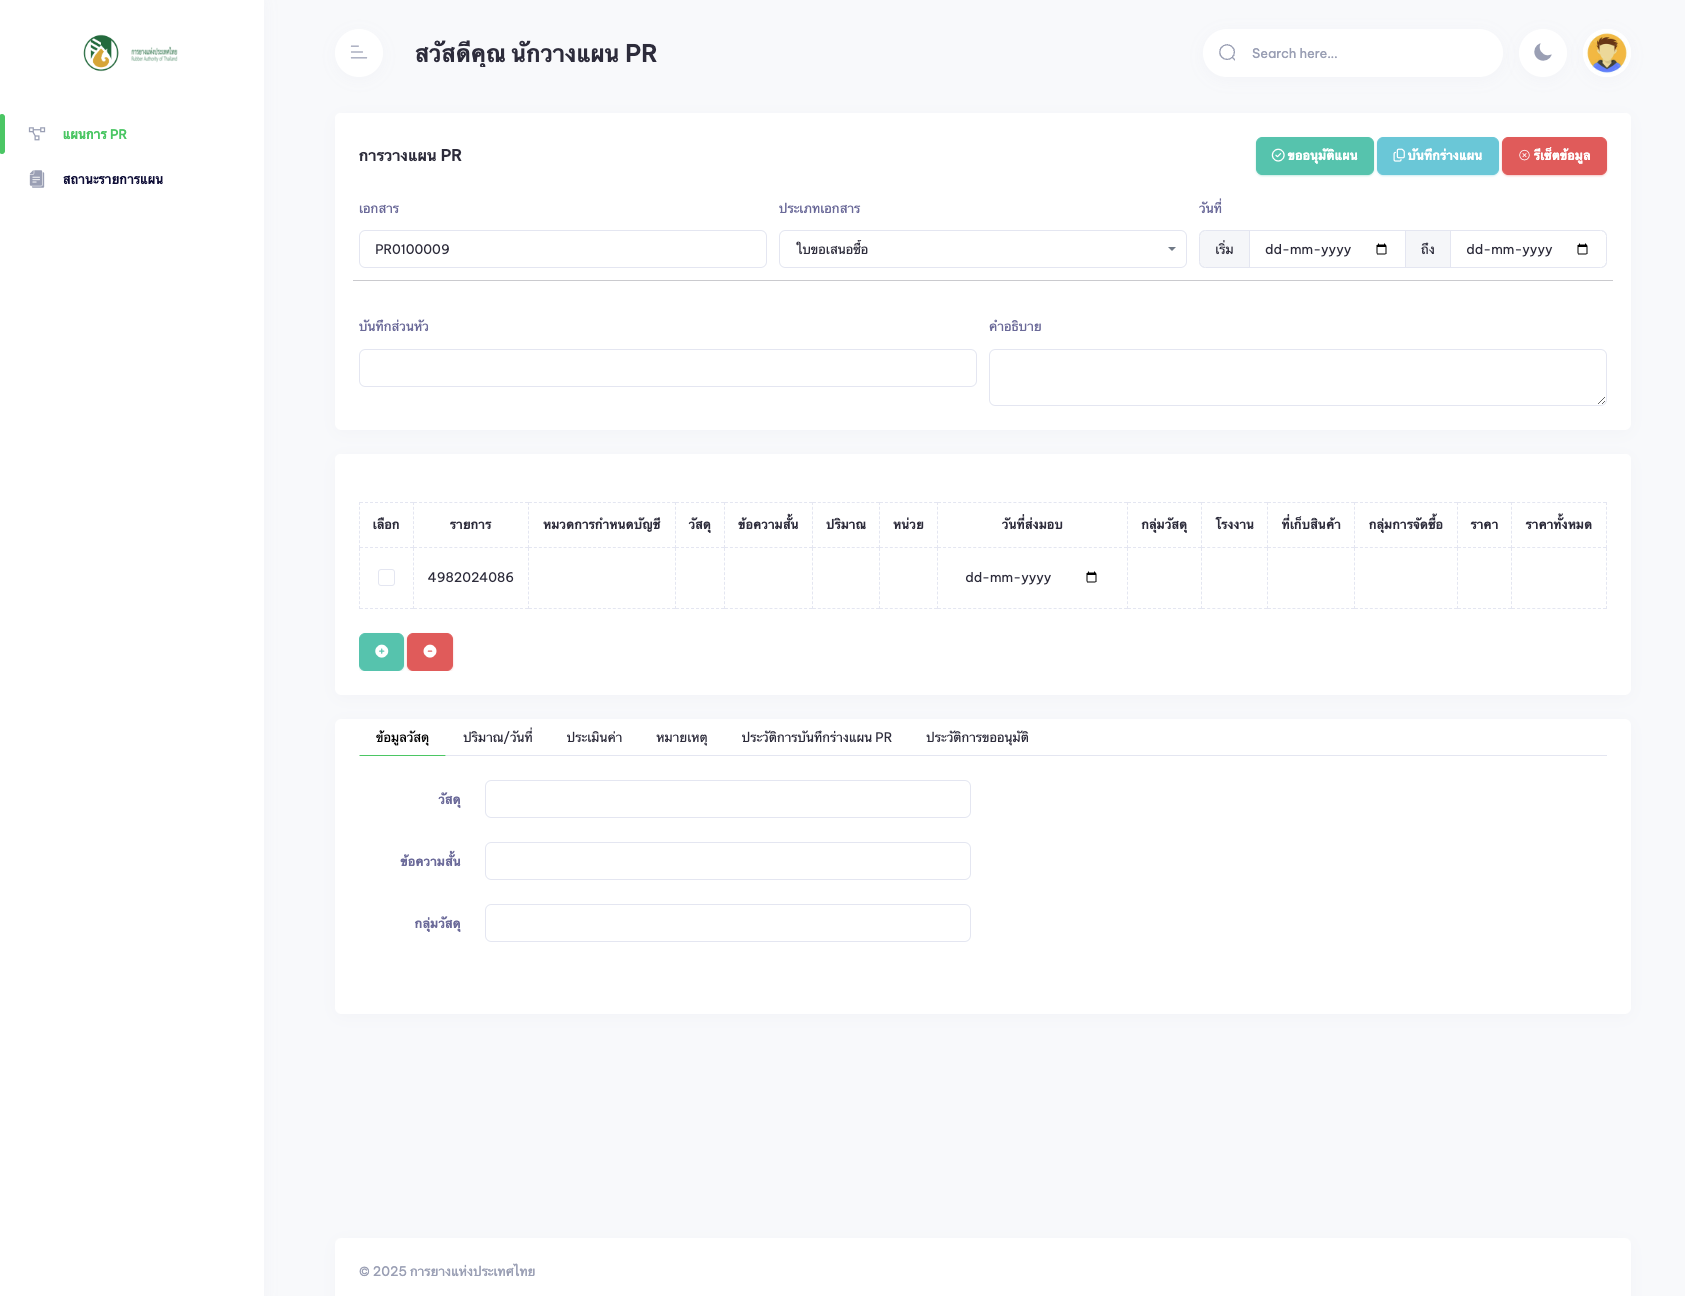 การยางแห่งประเทศไทย
Rubber Authority of Thailand
แผนการ PR
สถานะรายการแผน
สวัสดีคุณ นักวางแผน PR
Search here...
การวางแผน PR
ขออนุมัติแผน
บันทึกร่างแผน
รีเซ็ตข้อมูล
เอกสาร
ประเภทเอกสาร
วันที่
PR0100009
ใบขอเสนอซื้อ
เริ่ม dd-mm-yyyy ถึง dd-mm-yyyy
บันทึกส่วนหัว
คำอธิบาย
เลือก รายการ หมวดการกำหนดบัญชี วัสดุ ข้อความสั้น ปริมาณ หน่วย วันที่ส่งมอบ กลุ่มวัสดุ โรงงาน ที่เก็บสินค้า กลุ่มการจัดซื้อ ราคา ราคาทั้งหมด
4982024086 dd-mm-yyyy
ข้อมูลวัสดุ ปริมาณ/วันที่ ประเมินค่า หมายเหตุ ประวัติการบันทึกร่างแผน PR ประวัติการขออนุมัติ
วัสดุ
ข้อความสั้น
กลุ่มวัสดุ
© 2025 การยางแห่งประเทศไทย